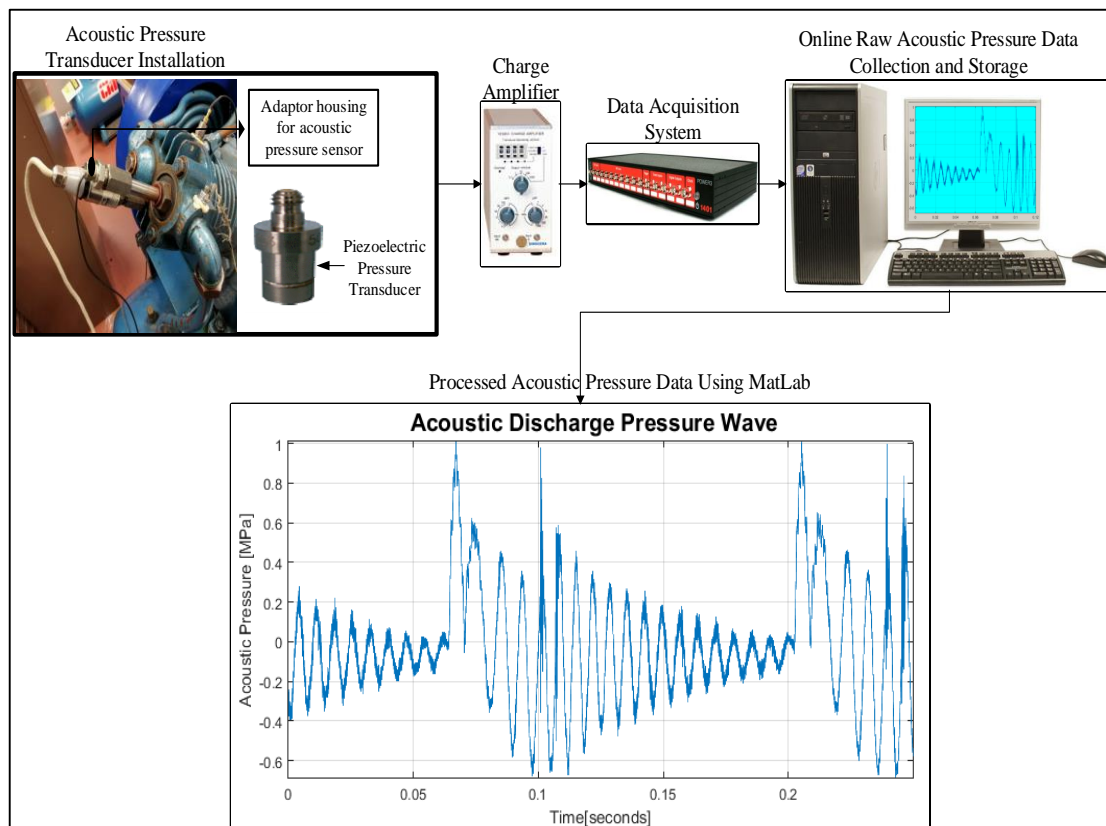 Acoustic Pressure
Transducer Installation
Adaptor housing
for acoustic
pressure sensor
Piezoelectric
Pressure
Transducer
Charge
Amplifier
Data Acquisition
System
1401
Online Raw Acoustic Pressure Data
Collection and Storage
Processed Acoustic Pressure Data Using MatLab
Acoustic Discharge Pressure Wave
Acoustic Pressure [MPa]
1
0.8
0.6
0.4
0.2
0
-0.2
-0.4
-0.6
0
0.05
0.1
0.15
0.2
Time[seconds]